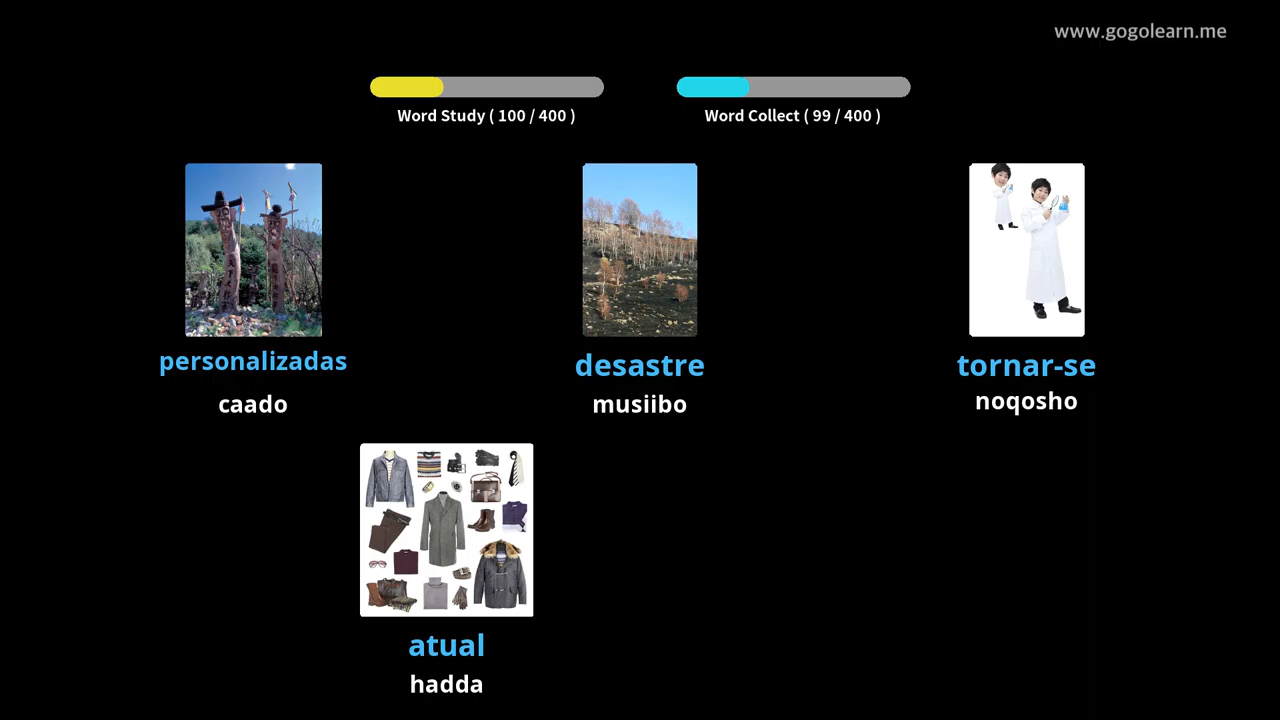 www.gogolearn.me
Word Study ( 100 / 400 )
Word Collect ( 99 / 400 )
personalizadas
caado
desastre
musiibo
tornar-se
noqosho
atual
hadda